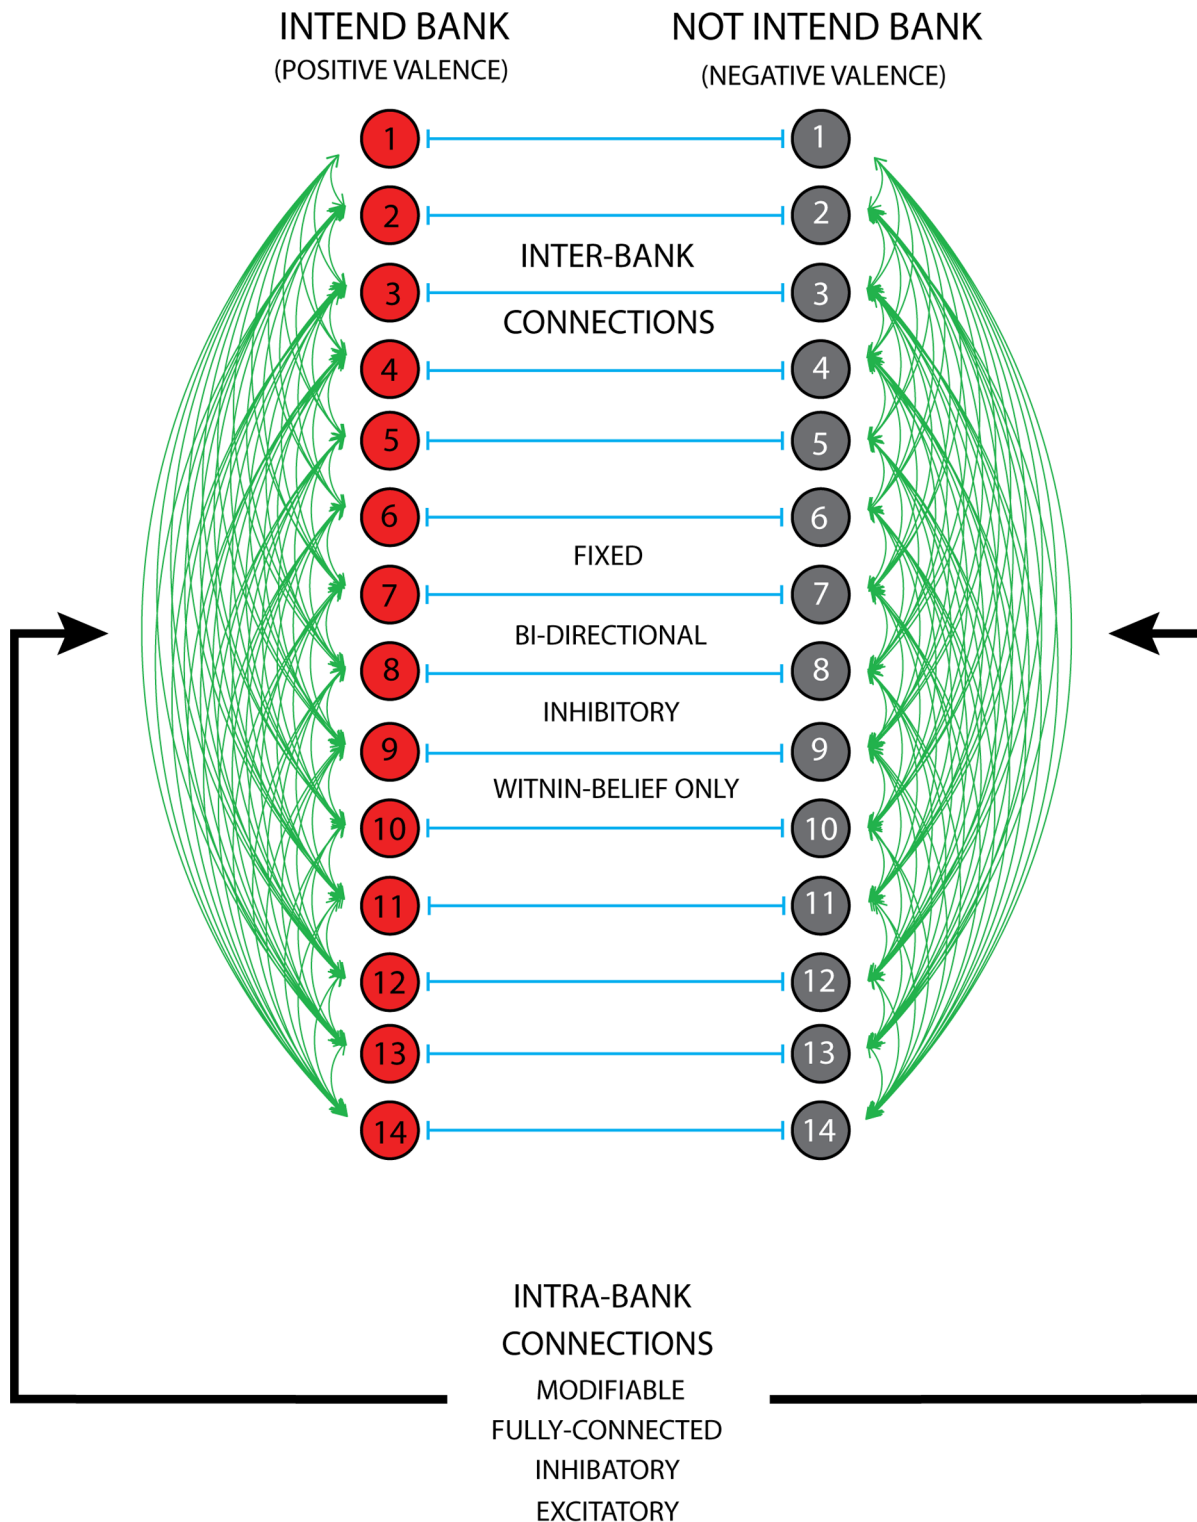 INTEND BANK
NOT INTEND BANK
(POSITIVE VALENCE)
(NEGATIVE VALENCE)
1
1
2
2
INTER-BANK
3
3
CONNECTIONS
4
4
5
5
6
6
FIXED
7
7
BI-DIRECTIONAL
8
8
INHIBITORY
9
9
WITNIN-BELIEF ONLY
10
10
11
11
12
12
13
13
14
14
INTRA-BANK
CONNECTIONS
MODIFIABLE
FULLY-CONNECTED
INHIBATORY
EXCITATORY